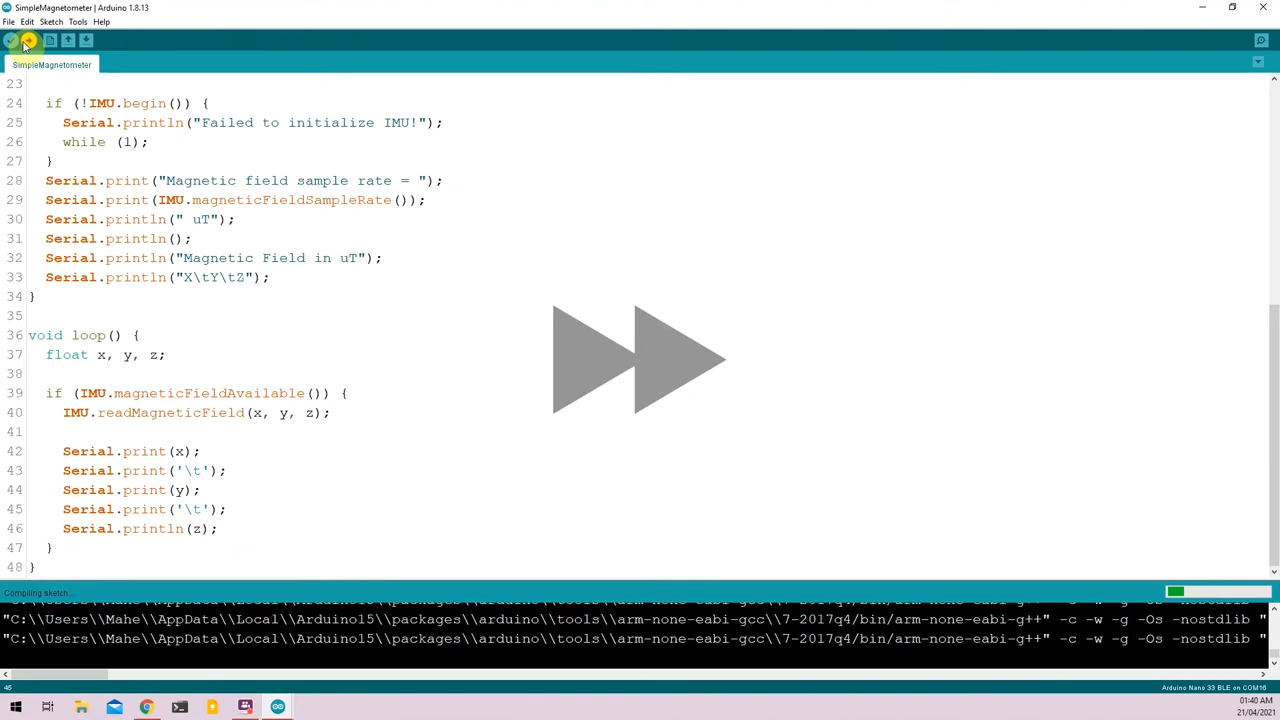 SimpleMagnetometer | Arduino 1.8.13
File Edit Sketch Tools Help
SimpleMagnetometer
23
24 if (!IMU.begin()) {
25 Serial.println("Failed to initialize IMU!");
26 while (1);
27 }
28 Serial.print("Magnetic field sample rate = ");
29 Serial.print(IMU.magneticFieldSampleRate());
30 Serial.println(" uT");
31 Serial.println();
32 Serial.println("Magnetic Field in uT");
33 Serial.println("X\tY\tZ");
34 }
35
36 void loop() {
37 float x, y, z;
38
39 if (IMU.magneticFieldAvailable()) {
40 IMU.readMagneticField(x, y, z);
41
42 Serial.print(x);
43 Serial.print('\t');
44 Serial.print(y);
45 Serial.print('\t');
46 Serial.println(z);
47 }
48 }
Compiling sketch...
"C:\\Users\\Mahe\\AppData\\Local\\Arduino15\\packages\\arduino\\tools\\arm-none-eabi-gcc\\7-2017q4/bin/arm-none-eabi-g++" -c -w -g -Os -nostdlib "
"C:\\Users\\Mahe\\AppData\\Local\\Arduino15\\packages\\arduino\\tools\\arm-none-eabi-gcc\\7-2017q4/bin/arm-none-eabi-g++" -c -w -g -Os -nostdlib "
Arduino Nano 33 BLE on COM16
01:40 AM
21/04/2021